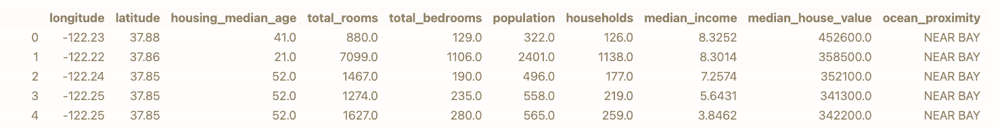 longitude latitude housing_median_age total_rooms total_bedrooms population households median_income median_house_value ocean_proximity
0 -122.23 37.88 41.0 880.0 129.0 322.0 126.0 8.3252 452600.0 NEAR BAY
1 -122.22 37.86 21.0 7099.0 1106.0 2401.0 1138.0 8.3014 358500.0 NEAR BAY
2 -122.24 37.85 52.0 1467.0 190.0 496.0 177.0 7.2574 352100.0 NEAR BAY
3 -122.25 37.85 52.0 1274.0 235.0 558.0 219.0 5.6431 341300.0 NEAR BAY
4 -122.25 37.85 52.0 1627.0 280.0 565.0 259.0 3.8462 342200.0 NEAR BAY